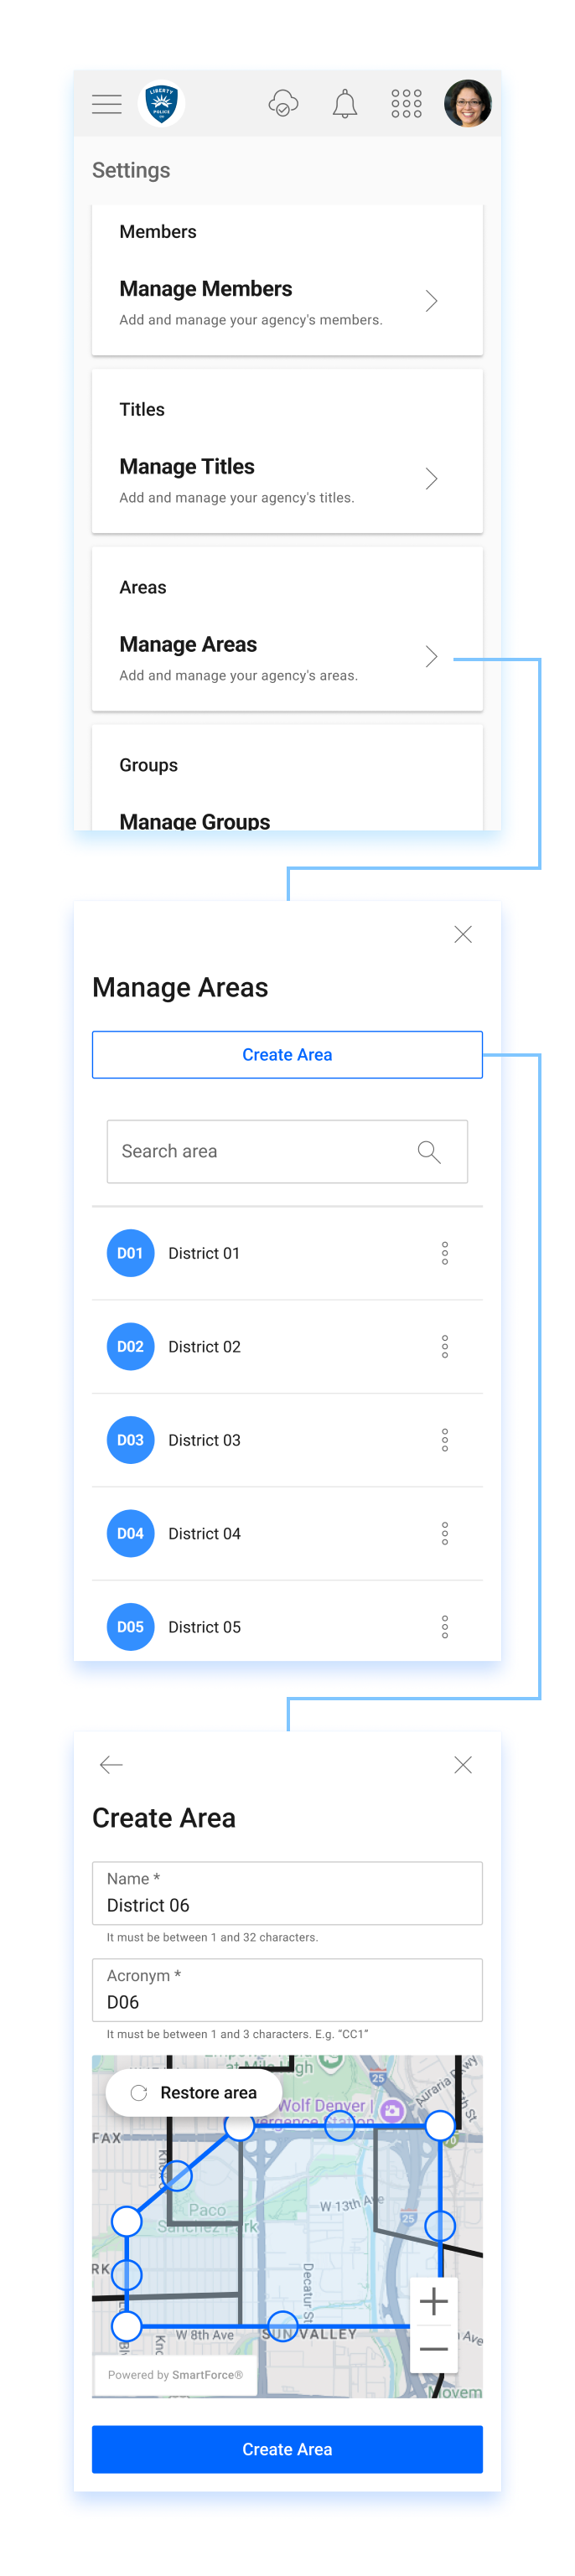 LIBERTY
POLICE
Settings
Members
Manage Members
Add and manage your agency's members.
Titles
Manage Titles
Add and manage your agency's titles.
Areas
Manage Areas
Add and manage your agency's areas.
Groups
Manage Groups
Manage Areas
Create Area
Search area
D01 District 01
D02 District 02
D03 District 03
D04 District 04
D05 District 05
Create Area
Name *
District 06
It must be between 1 and 32 characters.
Acronym *
D06
It must be between 1 and 3 characters. E.g. “CC1”
at Mile High
25
Auraria Pkwy
Restore area
Wolf Denver |
FAX
Paco
Sanchez Park
W 13th Ave
25
RK
Decatur St
W 8th Ave
SUN VALLEY
Ave
Powered by SmartForce®
Movem
Create Area